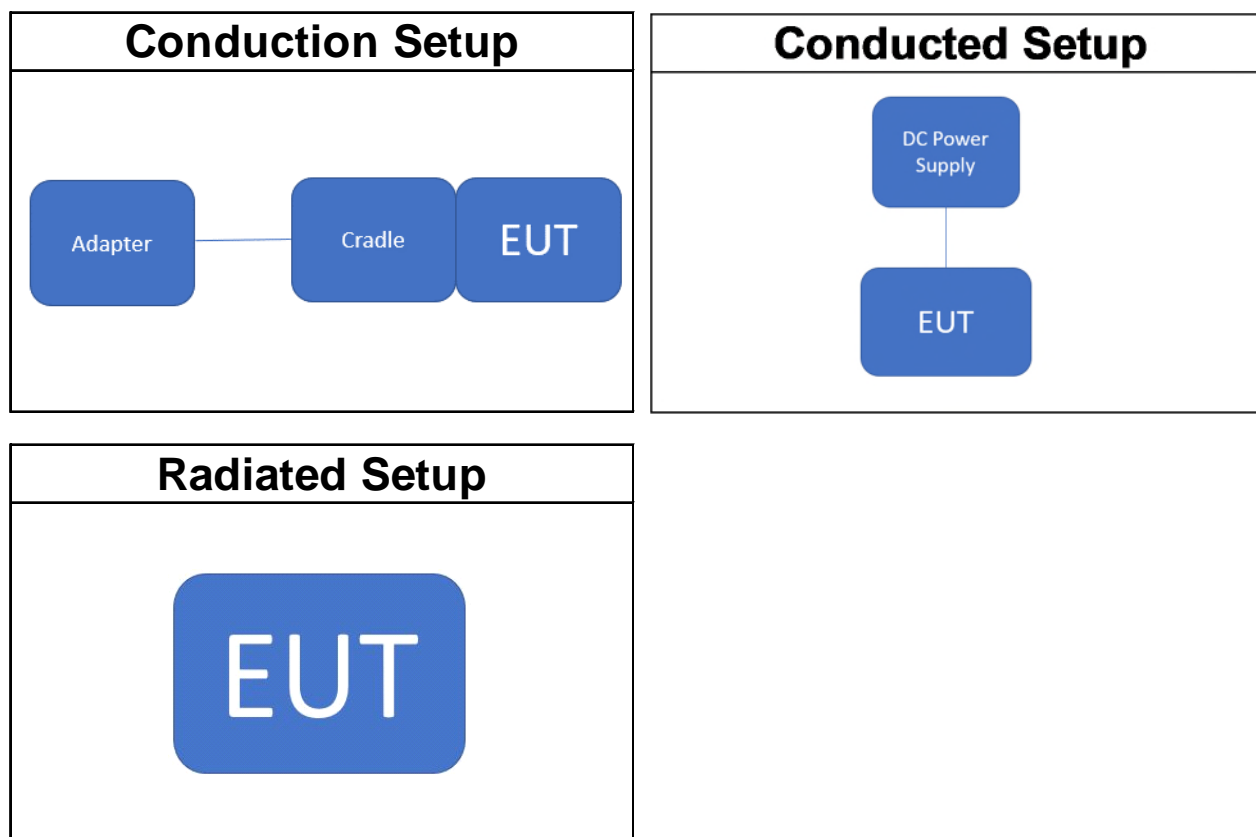 Conduction Setup
Adapter
Cradle
EUT
Conducted Setup
DC Power
Supply
EUT
Radiated Setup
EUT